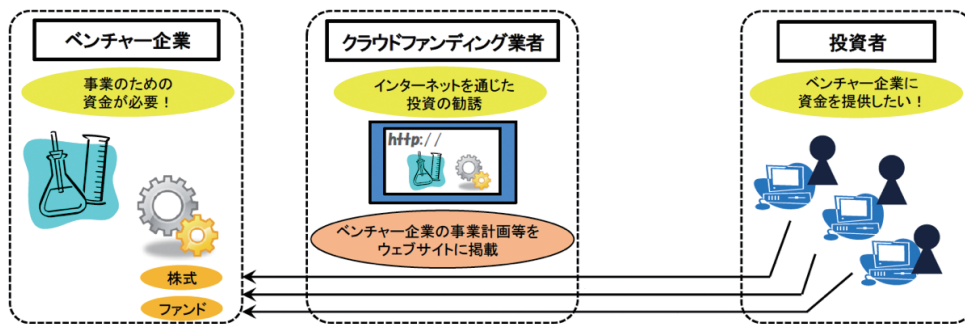 ベンチャー企業
事業のための
資金が必要！
株式
ファンド
クラウドファンディング業者
インターネットを通じた
投資の勧誘
http://
ベンチャー企業の事業計画等を
ウェブサイトに掲載
投資者
ベンチャー企業に
資金を提供したい！